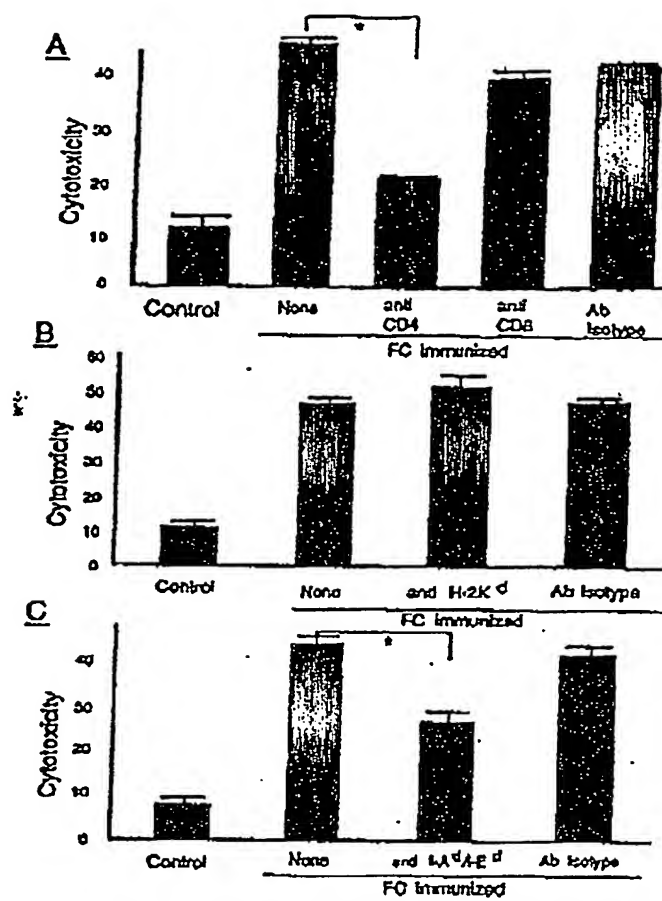 A
*
40
30
20
10
0
Cytotoxicity
Control None anti CD4 anti CD8 Ab Isotype
FC Immunized
B
60
50
40
30
20
10
0
Cytotoxicity
Control None and H-2K d Ab Isotype
FC Immunized
C
*
40
30
20
10
0
Cytotoxicity
Control None and I-A d /I-E d Ab Isotype
FC Immunized